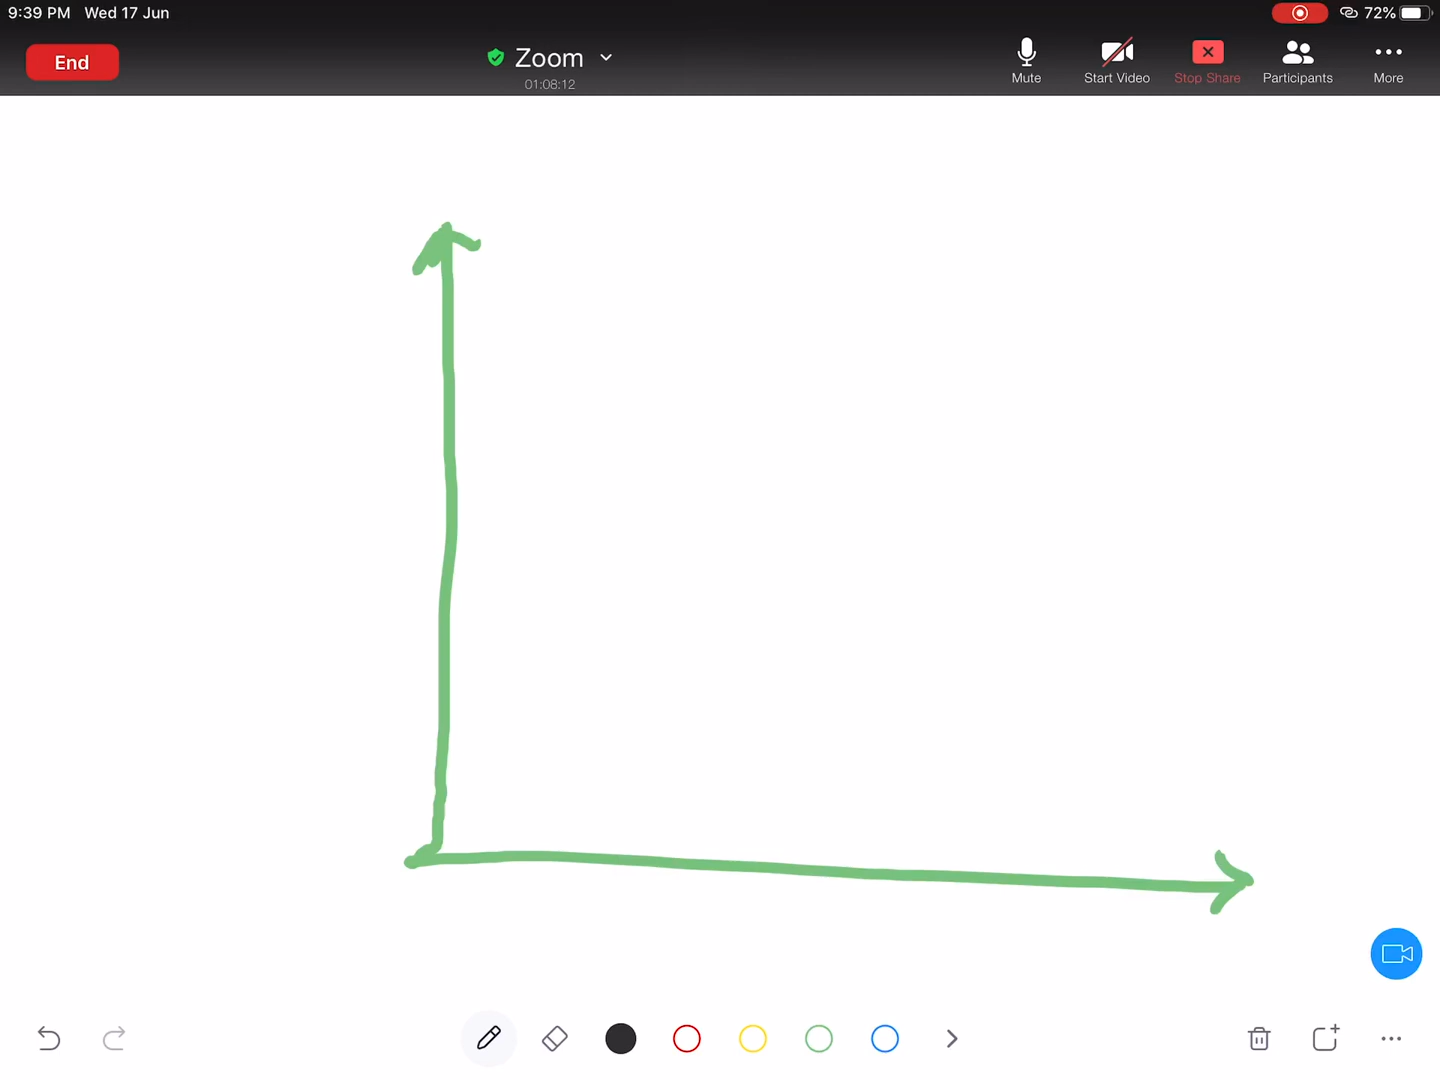 9:39 PM Wed 17 Jun
72%
End
Zoom
01:08:12
Mute
Start Video
Stop Share
Participants
More